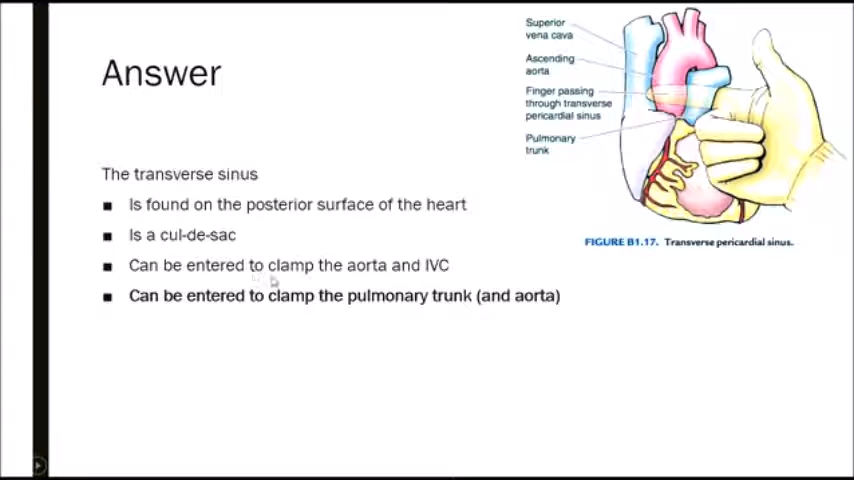 Answer
The transverse sinus
Is found on the posterior surface of the heart
Is a cul-de-sac
Can be entered to clamp the aorta and IVC
Can be entered to clamp the pulmonary trunk (and aorta)
Superior
vena cava
Ascending
aorta
Finger passing
through transverse
pericardial sinus
Pulmonary
trunk
FIGURE B1.17. Transverse pericardial sinus.